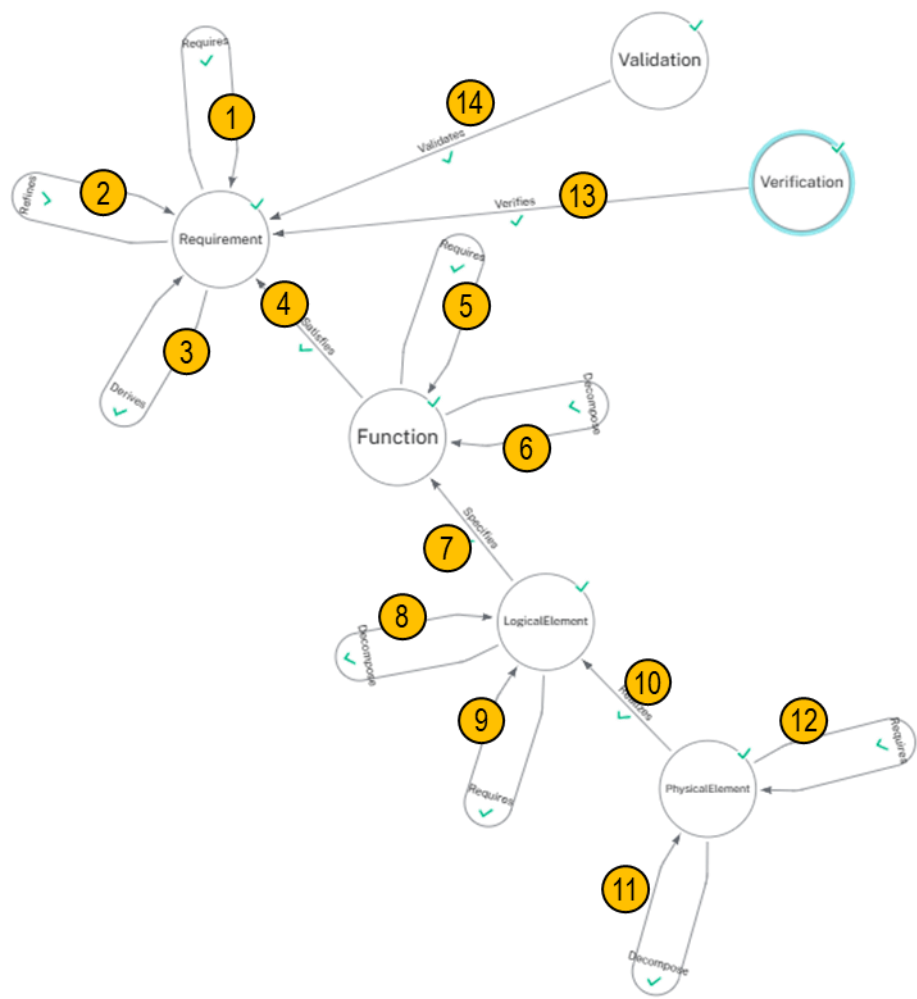 Requires
Validation
14
1
Validates
Verification
2
Refines
13
Verifies
Requirement
Requires
4
5
Satisfies
3
Derives
Decompose
Function
6
Specifies
7
8
LogicalElement
Decompose
10
Realizes
9
12
Requires
Requires
PhysicalElement
11
Decompose